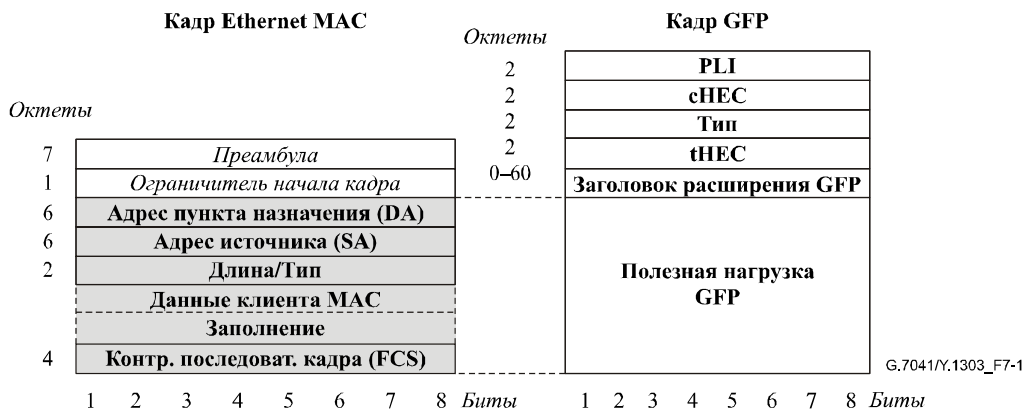 Кадр Ethernet MAC
Кадр GFP
Октеты
2 PLI
2 cHEC
2 Тип
2 tHEC
0–60 Заголовок расширения GFP
Полезная нагрузка
GFP
Октеты
7 Преамбула
1 Ограничитель начала кадра
6 Адрес пункта назначения (DA)
6 Адрес источника (SA)
2 Длина/Тип
Данные клиента MAC
Заполнение
4 Контр. последоват. кадра (FCS)
1 2 3 4 5 6 7 8 Биты
1 2 3 4 5 6 7 8 Биты
G.7041/Y.1303_F7-1